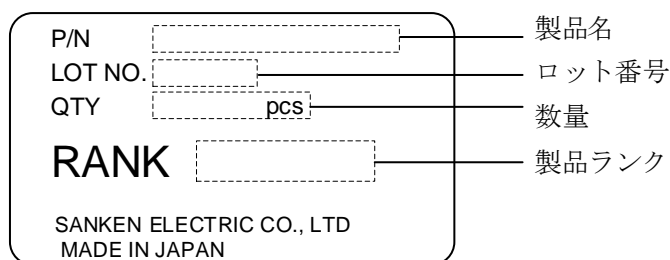 P/N 製品名
LOT NO. ロット番号
QTY pcs 数量
RANK 製品ランク
SANKEN ELECTRIC CO., LTD
MADE IN JAPAN